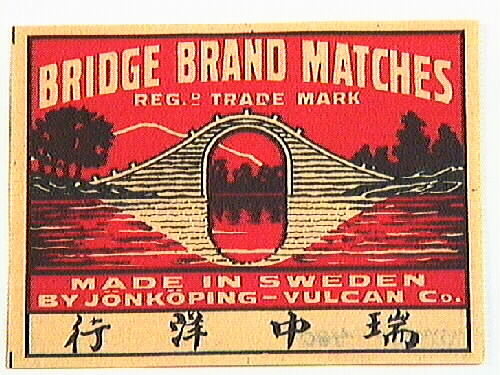 BRIDGE BRAND MATCHES
REG.D TRADE MARK
MADE IN SWEDEN
BY JÖNKÖPING-VULCAN Co.
瑞中洋行